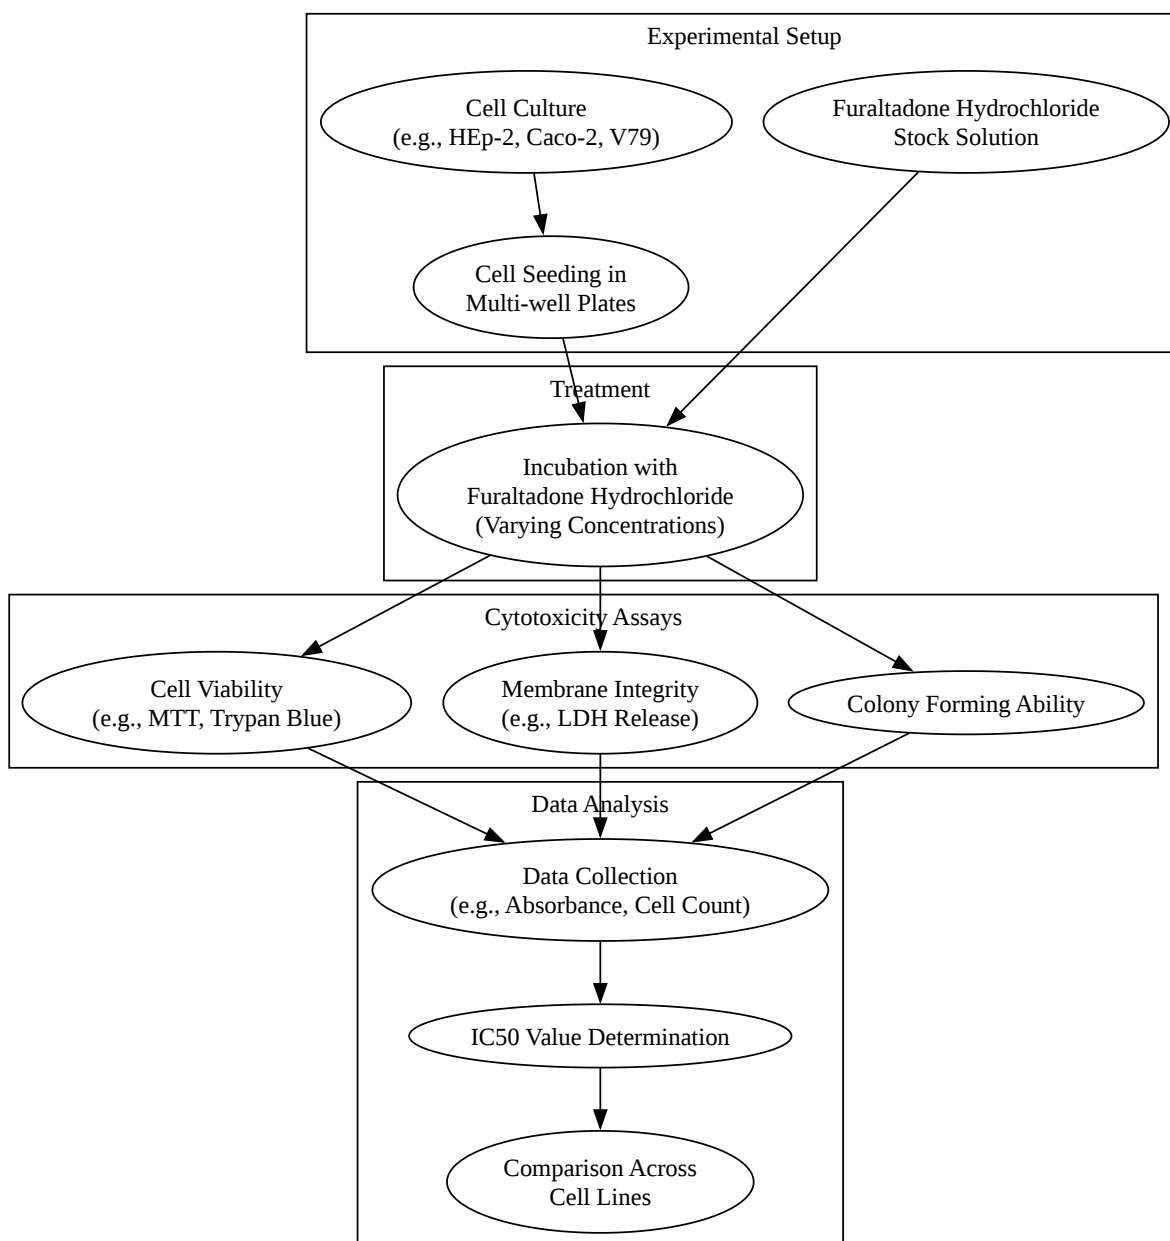 Experimental Setup
Cell Culture
(e.g., HEp-2, Caco-2, V79)
Furaltadone Hydrochloride
Stock Solution
Cell Seeding in
Multi-well Plates
Treatment
Incubation with
Furaltadone Hydrochloride
(Varying Concentrations)
Cytotoxicity Assays
Cell Viability
(e.g., MTT, Trypan Blue)
Membrane Integrity
(e.g., LDH Release)
Colony Forming Ability
Data Analysis
Data Collection
(e.g., Absorbance, Cell Count)
IC50 Value Determination
Comparison Across
Cell Lines